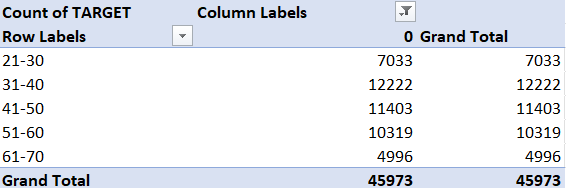 Count of TARGET Column Labels
Row Labels 0 Grand Total
21-30 7033 7033
31-40 12222 12222
41-50 11403 11403
51-60 10319 10319
61-70 4996 4996
Grand Total 45973 45973